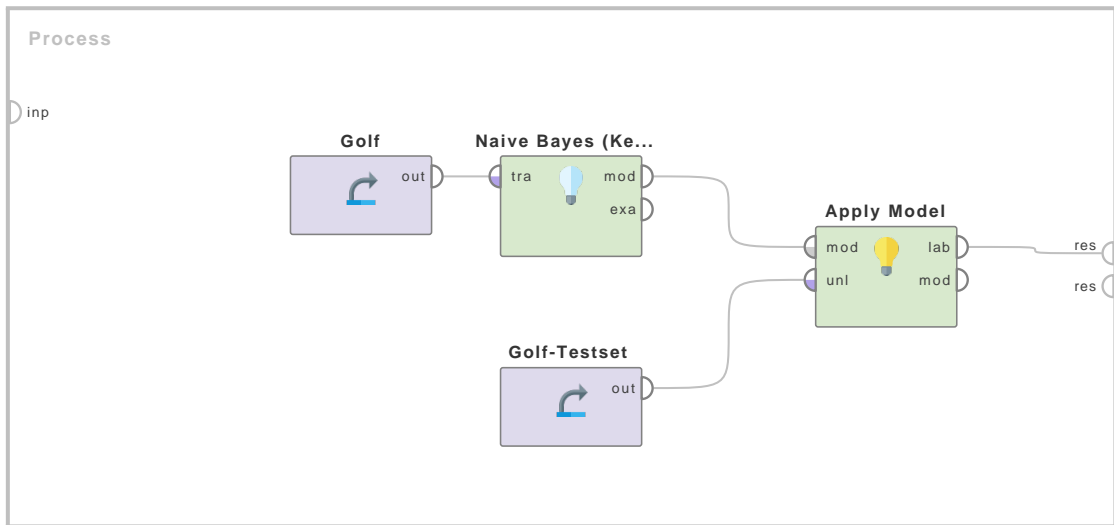 Process
inp
Golf
out
Naive Bayes (Ke...
tra
mod
exa
Apply Model
mod
lab
unl
mod
res
res
Golf-Testset
out